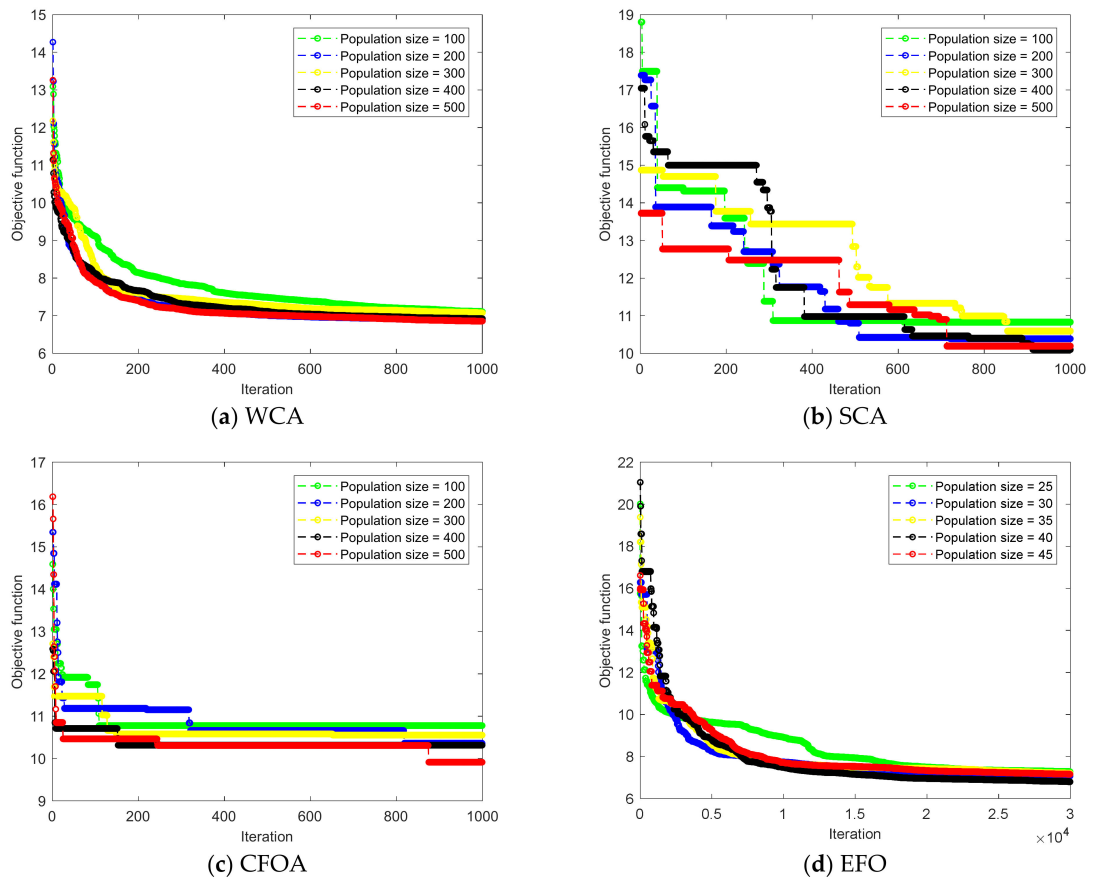 15
14
13
12
11
10
9
8
7
6
0
200
400
600
800
1000
Objective function
Iteration
Population size = 100
Population size = 200
Population size = 300
Population size = 400
Population size = 500
(a) WCA
19
18
17
16
15
14
13
12
11
10
0
200
400
600
800
1000
Objective function
Iteration
Population size = 100
Population size = 200
Population size = 300
Population size = 400
Population size = 500
(b) SCA
17
16
15
14
13
12
11
10
9
0
200
400
600
800
1000
Objective function
Iteration
Population size = 100
Population size = 200
Population size = 300
Population size = 400
Population size = 500
(c) CFOA
22
20
18
16
14
12
10
8
6
0
0.5
1
1.5
2
2.5
3
×10⁴
Objective function
Iteration
Population size = 25
Population size = 30
Population size = 35
Population size = 40
Population size = 45
(d) EFO